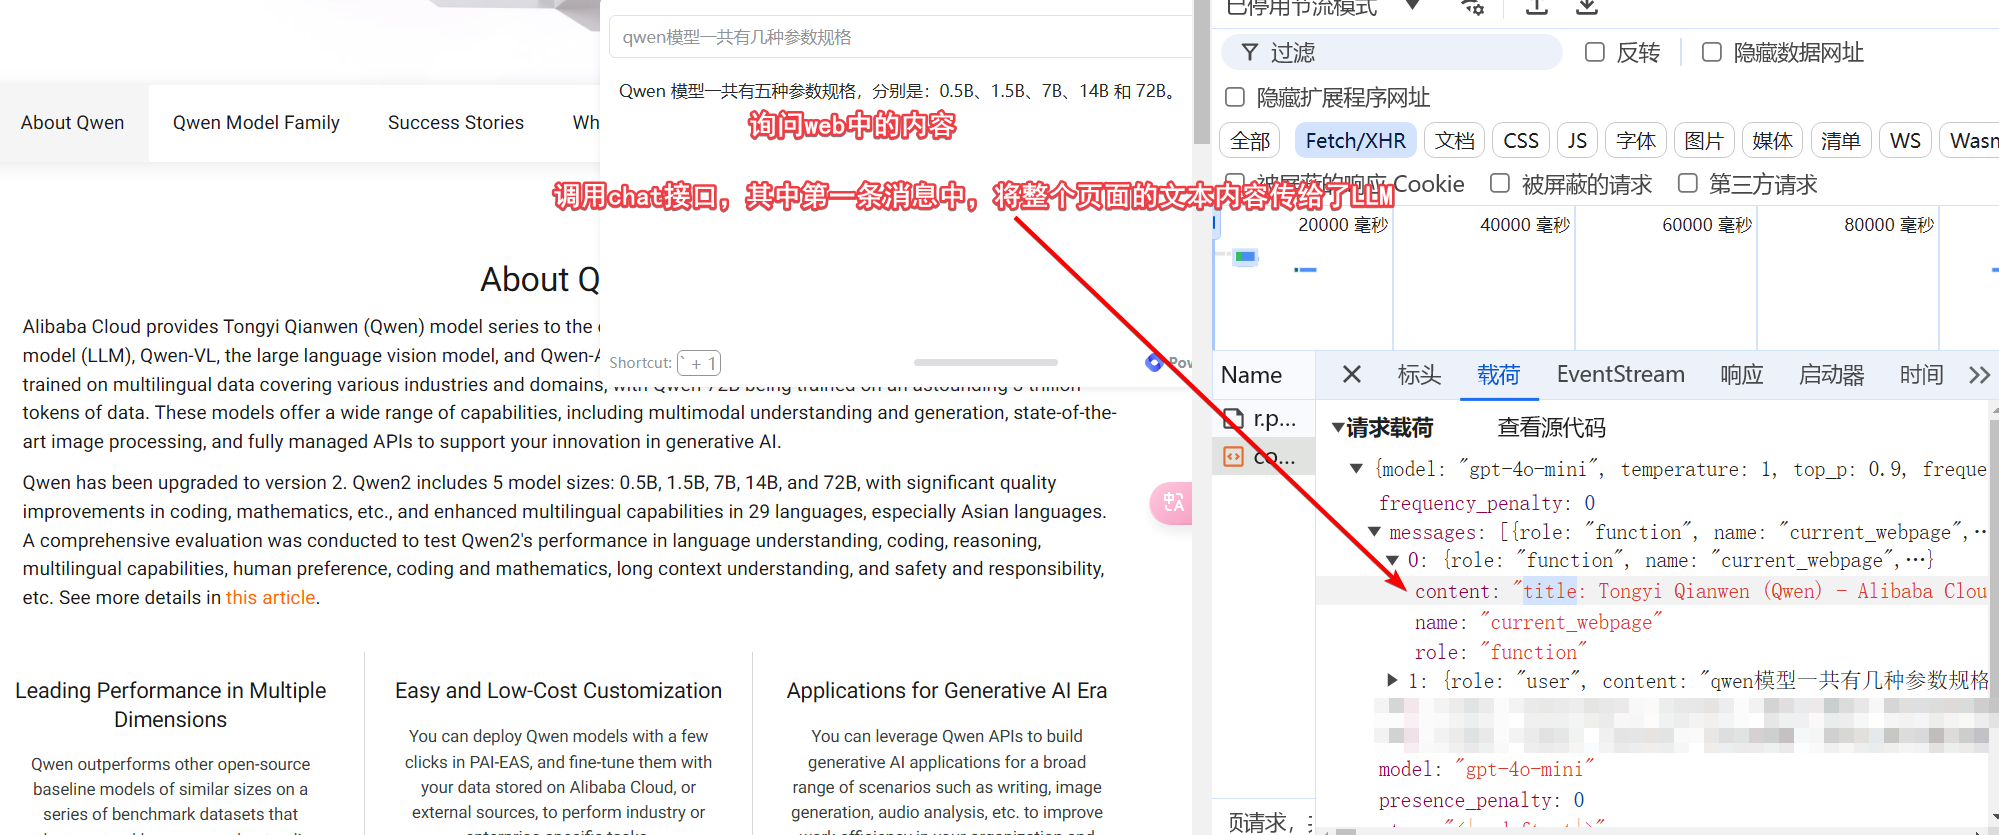 qwen模型一共有几种参数规格
Qwen 模型一共有五种参数规格，分别是：0.5B、1.5B、7B、14B 和 72B。
询问web中的内容
调用chat接口，其中第一条消息中，将整个页面的文本内容传给了LLM
Shortcut: ` + 1
About Qwen
Qwen Model Family
Success Stories
Wh
About Q
Alibaba Cloud provides Tongyi Qianwen (Qwen) model series to the
model (LLM), Qwen-VL, the large language vision model, and Qwen-A
trained on multilingual data covering various industries and domains, with Qwen-72B being trained on an astounding 3 trillion
tokens of data. These models offer a wide range of capabilities, including multimodal understanding and generation, state-of-the-
art image processing, and fully managed APIs to support your innovation in generative AI.
Qwen has been upgraded to version 2. Qwen2 includes 5 model sizes: 0.5B, 1.5B, 7B, 14B, and 72B, with significant quality
improvements in coding, mathematics, etc., and enhanced multilingual capabilities in 29 languages, especially Asian languages.
A comprehensive evaluation was conducted to test Qwen2's performance in language understanding, coding, reasoning,
multilingual capabilities, human preference, coding and mathematics, long context understanding, and safety and responsibility,
etc. See more details in this article.
Leading Performance in Multiple
Dimensions
Qwen outperforms other open-source
baseline models of similar sizes on a
series of benchmark datasets that
Easy and Low-Cost Customization
You can deploy Qwen models with a few
clicks in PAI-EAS, and fine-tune them with
your data stored on Alibaba Cloud, or
external sources, to perform industry or
enterprise-specific tasks
Applications for Generative AI Era
You can leverage Qwen APIs to build
generative AI applications for a broad
range of scenarios such as writing, image
generation, audio analysis, etc. to improve
work efficiency in your organization and
已停用节流模式
过滤
反转
隐藏数据网址
隐藏扩展程序网址
全部
Fetch/XHR
文档
CSS
JS
字体
图片
媒体
清单
WS
Wasm
被屏蔽的响应 Cookie
被屏蔽的请求
第三方请求
20000 毫秒
40000 毫秒
60000 毫秒
80000 毫秒
Name
r.p...
co...
标头
载荷
EventStream
响应
启动器
时间
请求载荷
查看源代码
{model: "gpt-4o-mini", temperature: 1, top_p: 0.9, freque
frequency_penalty: 0
messages: [{role: "function", name: "current_webpage",…
0: {role: "function", name: "current_webpage",…}
content: "title: Tongyi Qianwen (Qwen) - Alibaba Clou
name: "current_webpage"
role: "function"
1: {role: "user", content: "qwen模型一共有几种参数规格
model: "gpt-4o-mini"
presence_penalty: 0